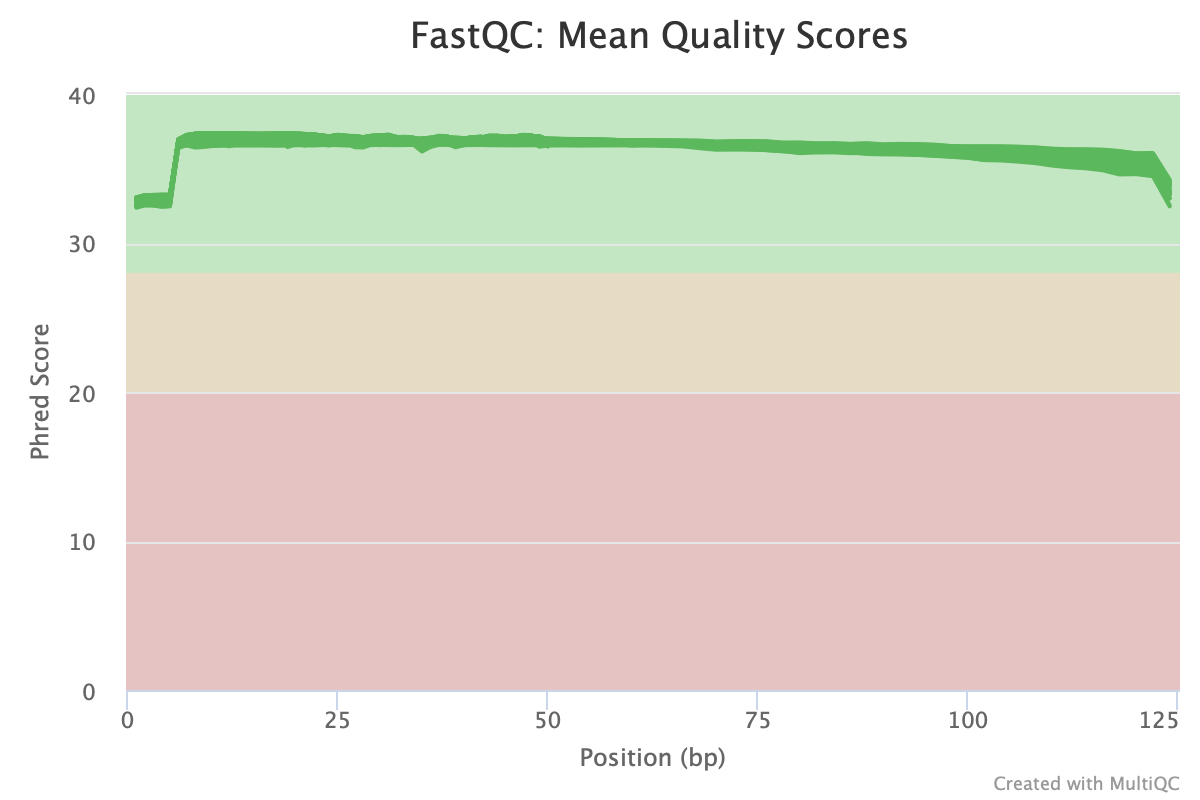 FastQC: Mean Quality Scores
40
30
20
10
0
Phred Score
0 25 50 75 100 125
Position (bp)
Created with MultiQC